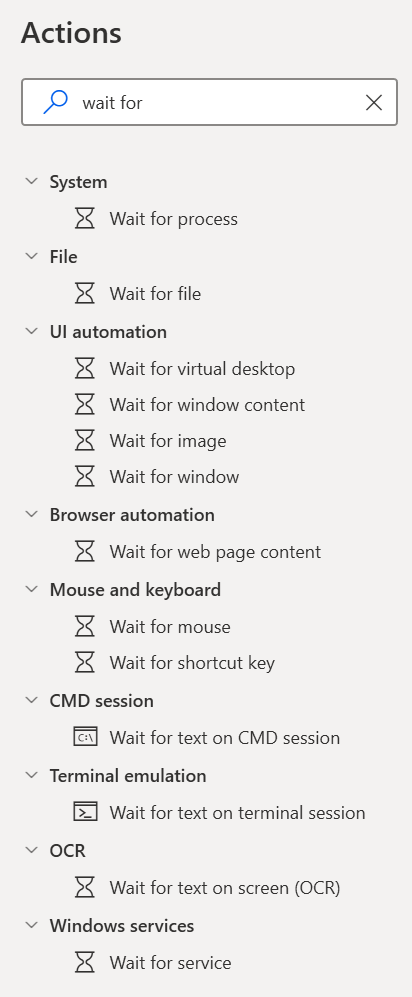 Actions
wait for
System
Wait for process
File
Wait for file
UI automation
Wait for virtual desktop
Wait for window content
Wait for image
Wait for window
Browser automation
Wait for web page content
Mouse and keyboard
Wait for mouse
Wait for shortcut key
CMD session
C:\ Wait for text on CMD session
Terminal emulation
Wait for text on terminal session
OCR
Wait for text on screen (OCR)
Windows services
Wait for service